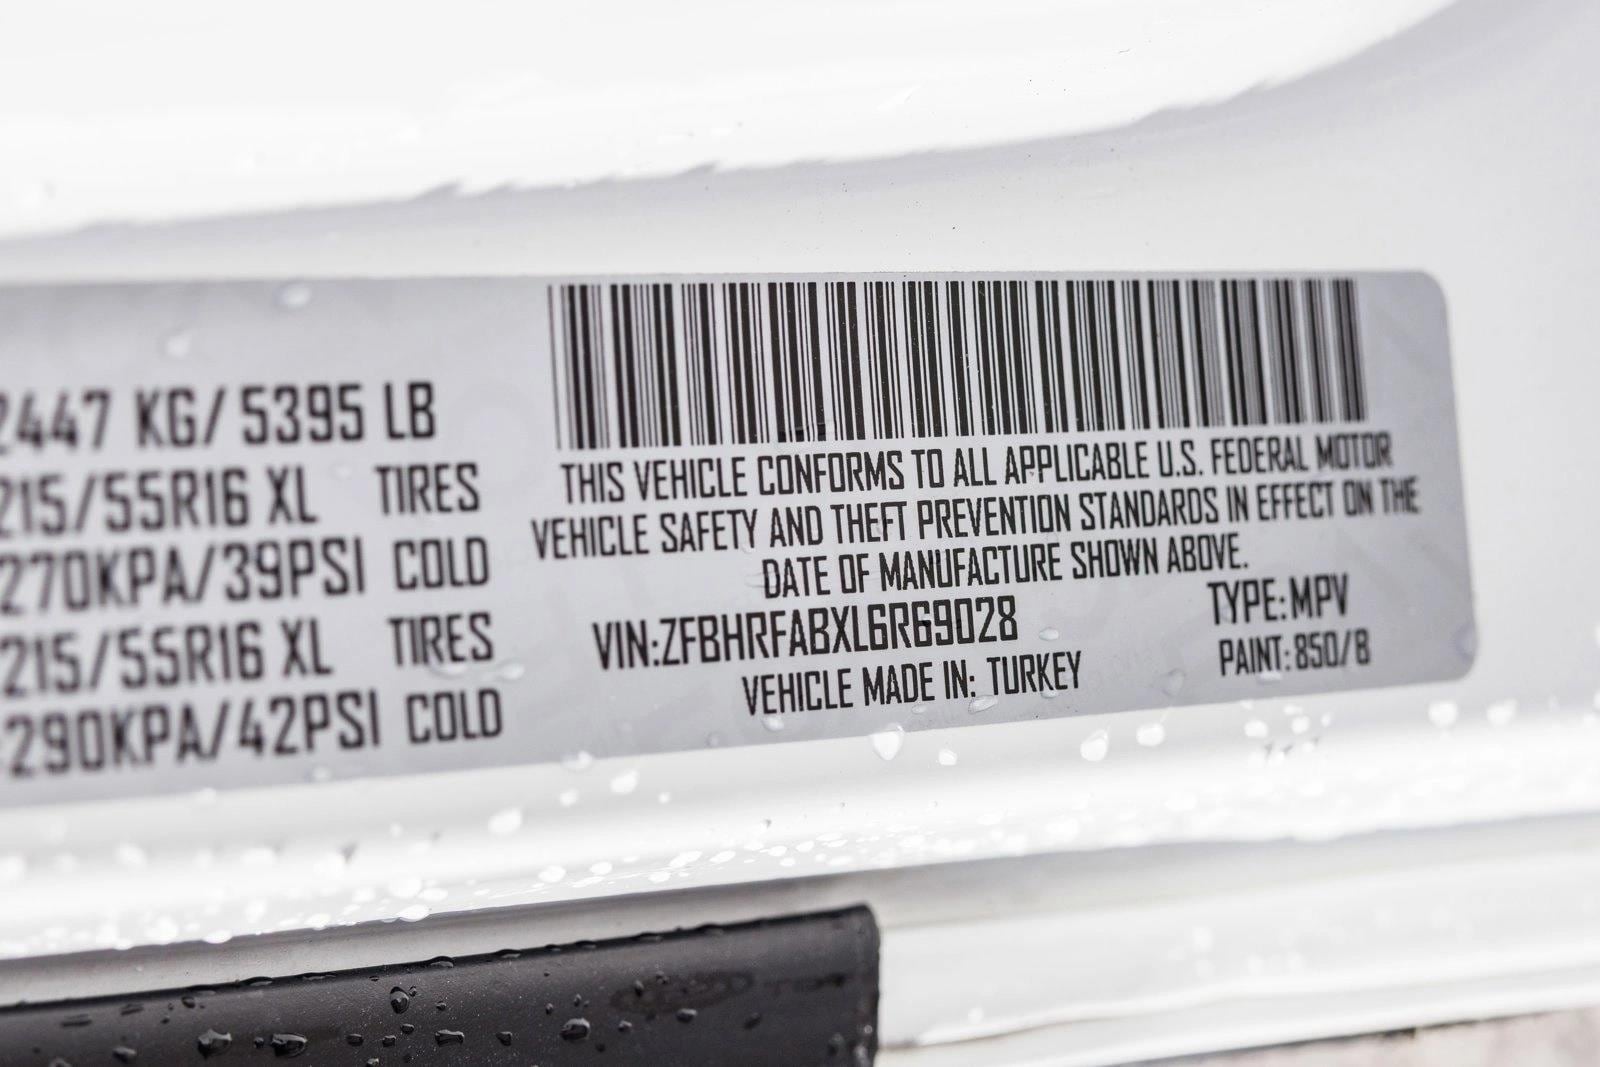 2447 KG/ 5395 LB
215/55R16 XL TIRES
270KPA/39PSI COLD
215/55R16 XL TIRES
290KPA/42PSI COLD
THIS VEHICLE CONFORMS TO ALL APPLICABLE U.S. FEDERAL MOTOR
VEHICLE SAFETY AND THEFT PREVENTION STANDARDS IN EFFECT ON THE
DATE OF MANUFACTURE SHOWN ABOVE.
VIN:ZFBHRFABXL6R69028 TYPE:MPV
VEHICLE MADE IN: TURKEY PAINT:850/8